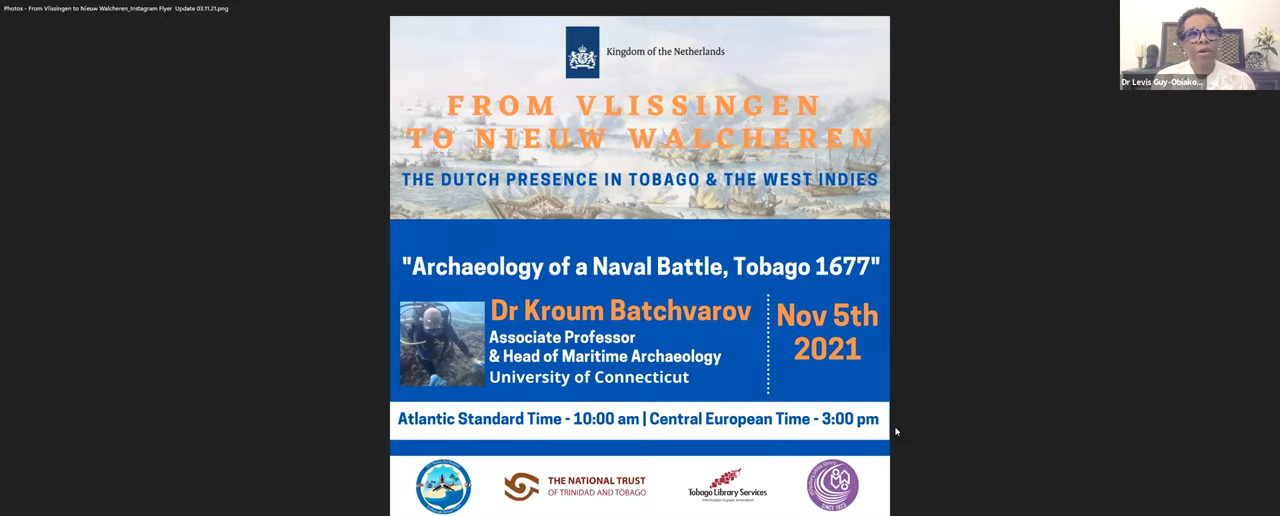 Photos - From Vlissingen to Nieuw Walcheren_Instagram Flyer Update 03.11.21.png
Dr Levis Guy-Obiako...
Kingdom of the Netherlands
FROM VLISSINGEN
TO NIEUW WALCHEREN
THE DUTCH PRESENCE IN TOBAGO & THE WEST INDIES
"Archaeology of a Naval Battle, Tobago 1677"
Dr Kroum Batchvarov
Associate Professor
& Head of Maritime Archaeology
University of Connecticut
Nov 5th
2021
Atlantic Standard Time - 10:00 am | Central European Time - 3:00 pm
THE NATIONAL TRUST
OF TRINIDAD AND TOBAGO
Tobago Library Services